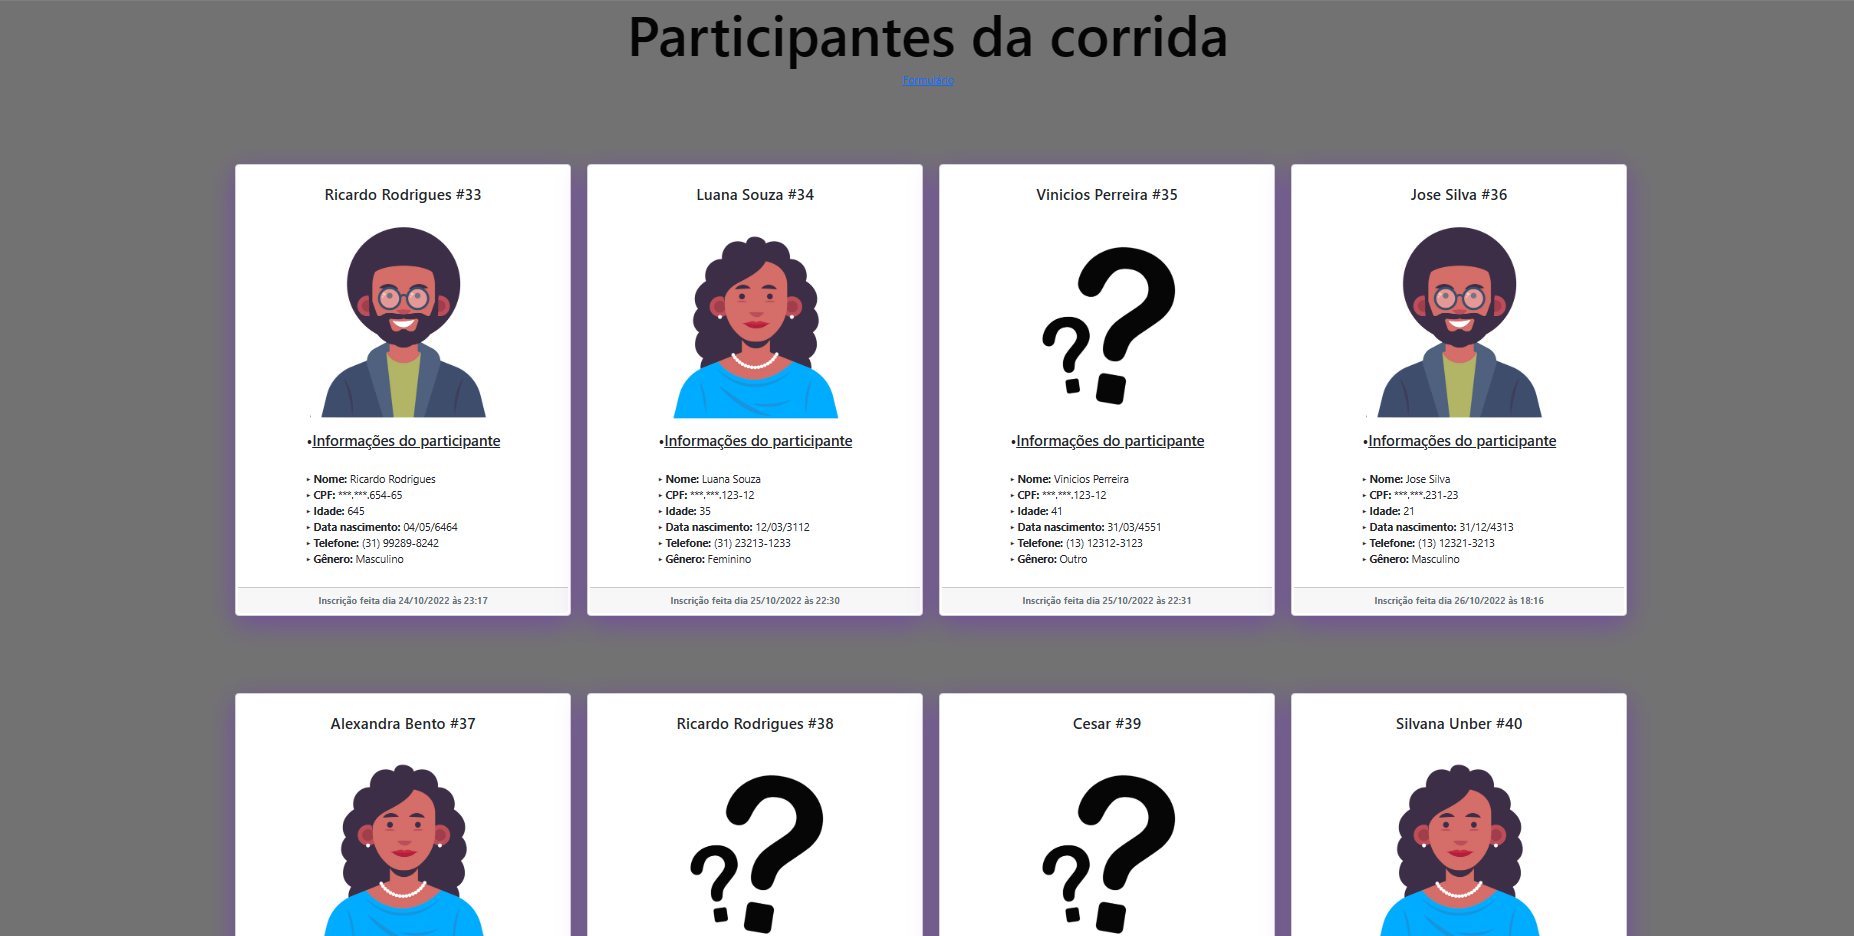 Participantes da corrida
Formulário
Ricardo Rodrigues #33
•Informações do participante
‣ Nome: Ricardo Rodrigues
‣ CPF: ***.***.654-65
‣ Idade: 645
‣ Data nascimento: 04/05/6464
‣ Telefone: (31) 99289-8242
‣ Gênero: Masculino
Inscrição feita dia 24/10/2022 às 23:17
Luana Souza #34
•Informações do participante
‣ Nome: Luana Souza
‣ CPF: ***.***.123-12
‣ Idade: 35
‣ Data nascimento: 12/03/3112
‣ Telefone: (31) 23213-1233
‣ Gênero: Feminino
Inscrição feita dia 25/10/2022 às 22:30
Vinicios Perreira #35
•Informações do participante
‣ Nome: Vinicios Perreira
‣ CPF: ***.***.123-12
‣ Idade: 41
‣ Data nascimento: 31/03/4551
‣ Telefone: (13) 12312-3123
‣ Gênero: Outro
Inscrição feita dia 25/10/2022 às 22:31
Jose Silva #36
•Informações do participante
‣ Nome: Jose Silva
‣ CPF: ***.***.231-23
‣ Idade: 21
‣ Data nascimento: 31/12/4313
‣ Telefone: (13) 12321-3213
‣ Gênero: Masculino
Inscrição feita dia 26/10/2022 às 18:16
Alexandra Bento #37
Ricardo Rodrigues #38
Cesar #39
Silvana Unber #40